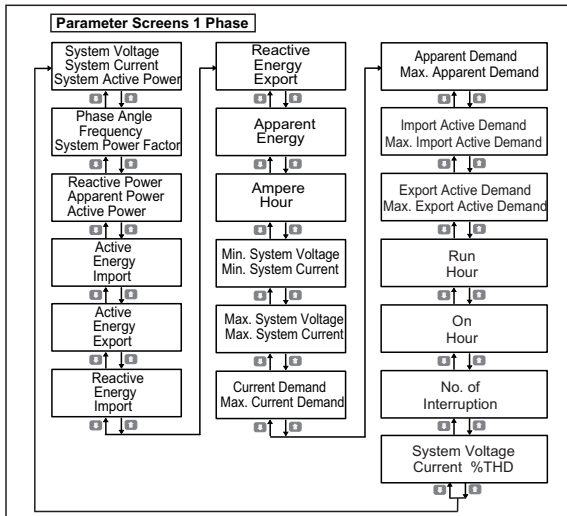 Parameter Screens 1 Phase
System Voltage
System Current
System Active Power
Phase Angle
Frequency
System Power Factor
Reactive Power
Apparent Power
Active Power
Active
Energy
Import
Active
Energy
Export
Reactive
Energy
Import
Reactive
Energy
Export
Apparent
Energy
Ampere
Hour
Min. System Voltage
Min. System Current
Max. System Voltage
Max. System Current
Current Demand
Max. Current Demand
Apparent Demand
Max. Apparent Demand
Import Active Demand
Max. Import Active Demand
Export Active Demand
Max. Export Active Demand
Run
Hour
On
Hour
No. of
Interruption
System Voltage
Current %THD